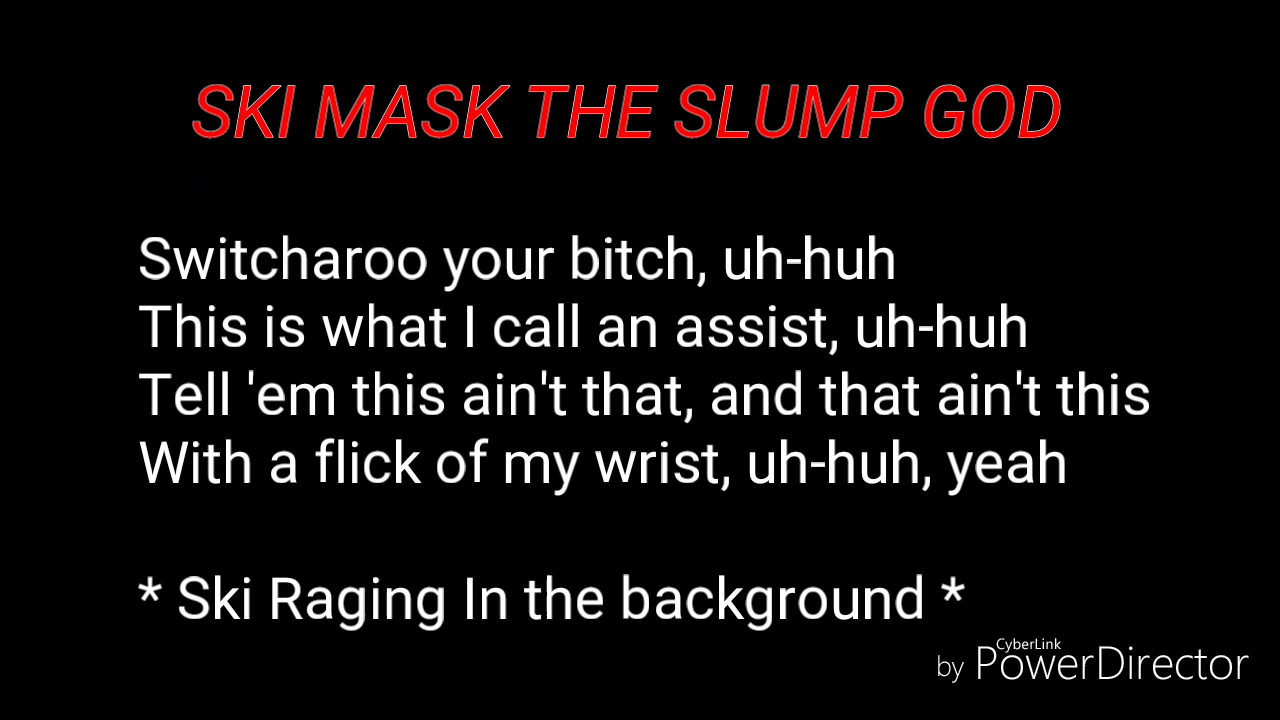 SKI MASK THE SLUMP GOD
Switcharoo your bitch, uh-huh
This is what I call an assist, uh-huh
Tell 'em this ain't that, and that ain't this
With a flick of my wrist, uh-huh, yeah
* Ski Raging In the background *
CyberLink
by PowerDirector